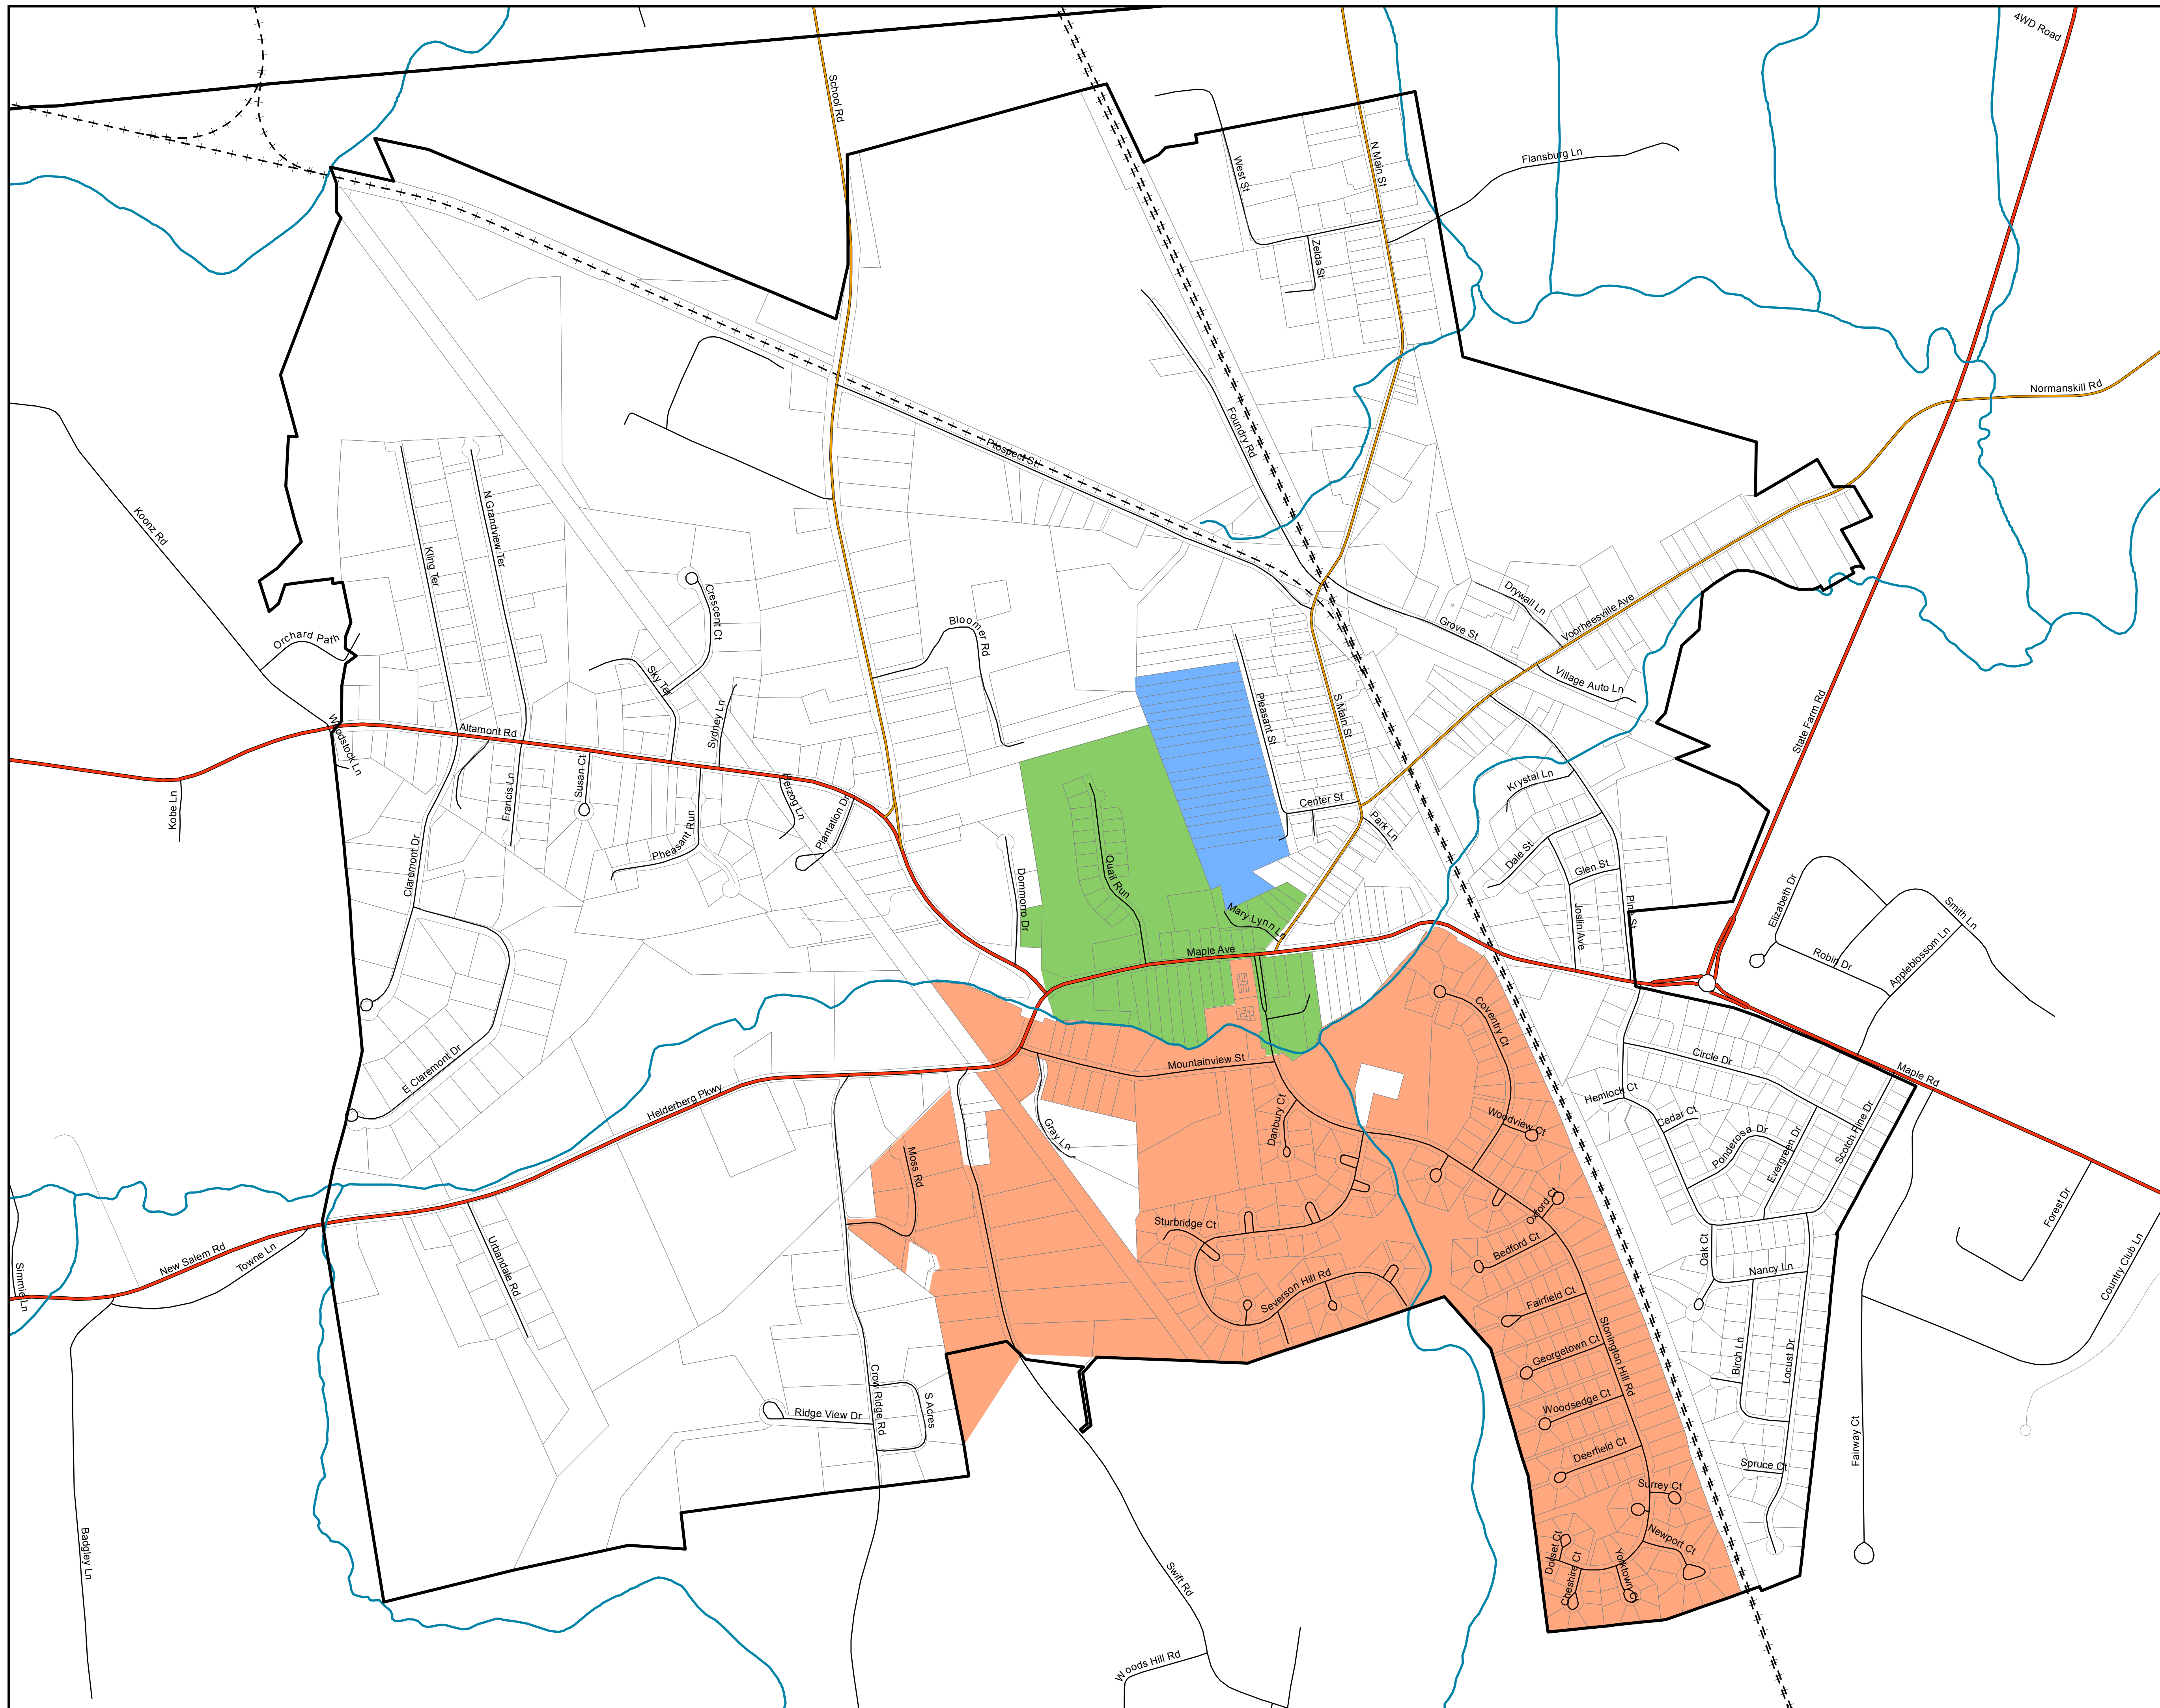 4WD Road
School Rd
N Main St
West St
Flansburg Ln
Zelda St
Normanskill Rd
Foundry Rd
Prospect St
Koonz Rd
N Grandview Ter
Kling Ter
Crescent Ct
Drywall Ln
Voorheesville Ave
Bloomer Rd
Grove St
Orchard Path
Sky Ter
Village Auto Ln
Pleasant St
S Main St
Sydney Ln
State Farm Rd
Altamont Rd
Woodstock Ln
Susan Ct
Krystal Ln
Francis Ln
Herzog Ln
Center St
Kobe Ln
Plantation Dr
Park Ln
Pheasant Run
Dale St
Claremont Dr
Quail Run
Glen St
Dommorro Dr
Elizabeth Dr
Smith Ln
Mary Lynn Ln
Pine St
Joslin Ave
Maple Ave
Robin Dr
Appleblossom Ln
Coventry Ct
E Claremont Dr
Mountainview St
Circle Dr
Maple Rd
Helderberg Pkwy
Hemlock Ct
Danbury Ct
Woodview Ct
Cedar Ct
Gray Ln
Ponderosa Dr
Evergreen Dr
Scotch Pine Dr
Moss Rd
Oxford Ct
Forest Dr
Sturbridge Ct
Bedford Ct
Oak Ct
New Salem Rd
Towne Ln
Urbandale Rd
Nancy Ln
Country Club Ln
Simmie Ln
Severson Hill Rd
Fairfield Ct
Stonington Hill Rd
Georgetown Ct
Birch Ln
Locust Dr
Crow Ridge Rd
S Acres
Woodsedge Ct
Ridge View Dr
Fairway Ct
Deerfield Ct
Spruce Ct
Surrey Ct
Badgley Ln
Newport Ct
Dorset Ct
Cheshire Ct
Yorktown Ct
Swift Rd
Woods Hill Rd